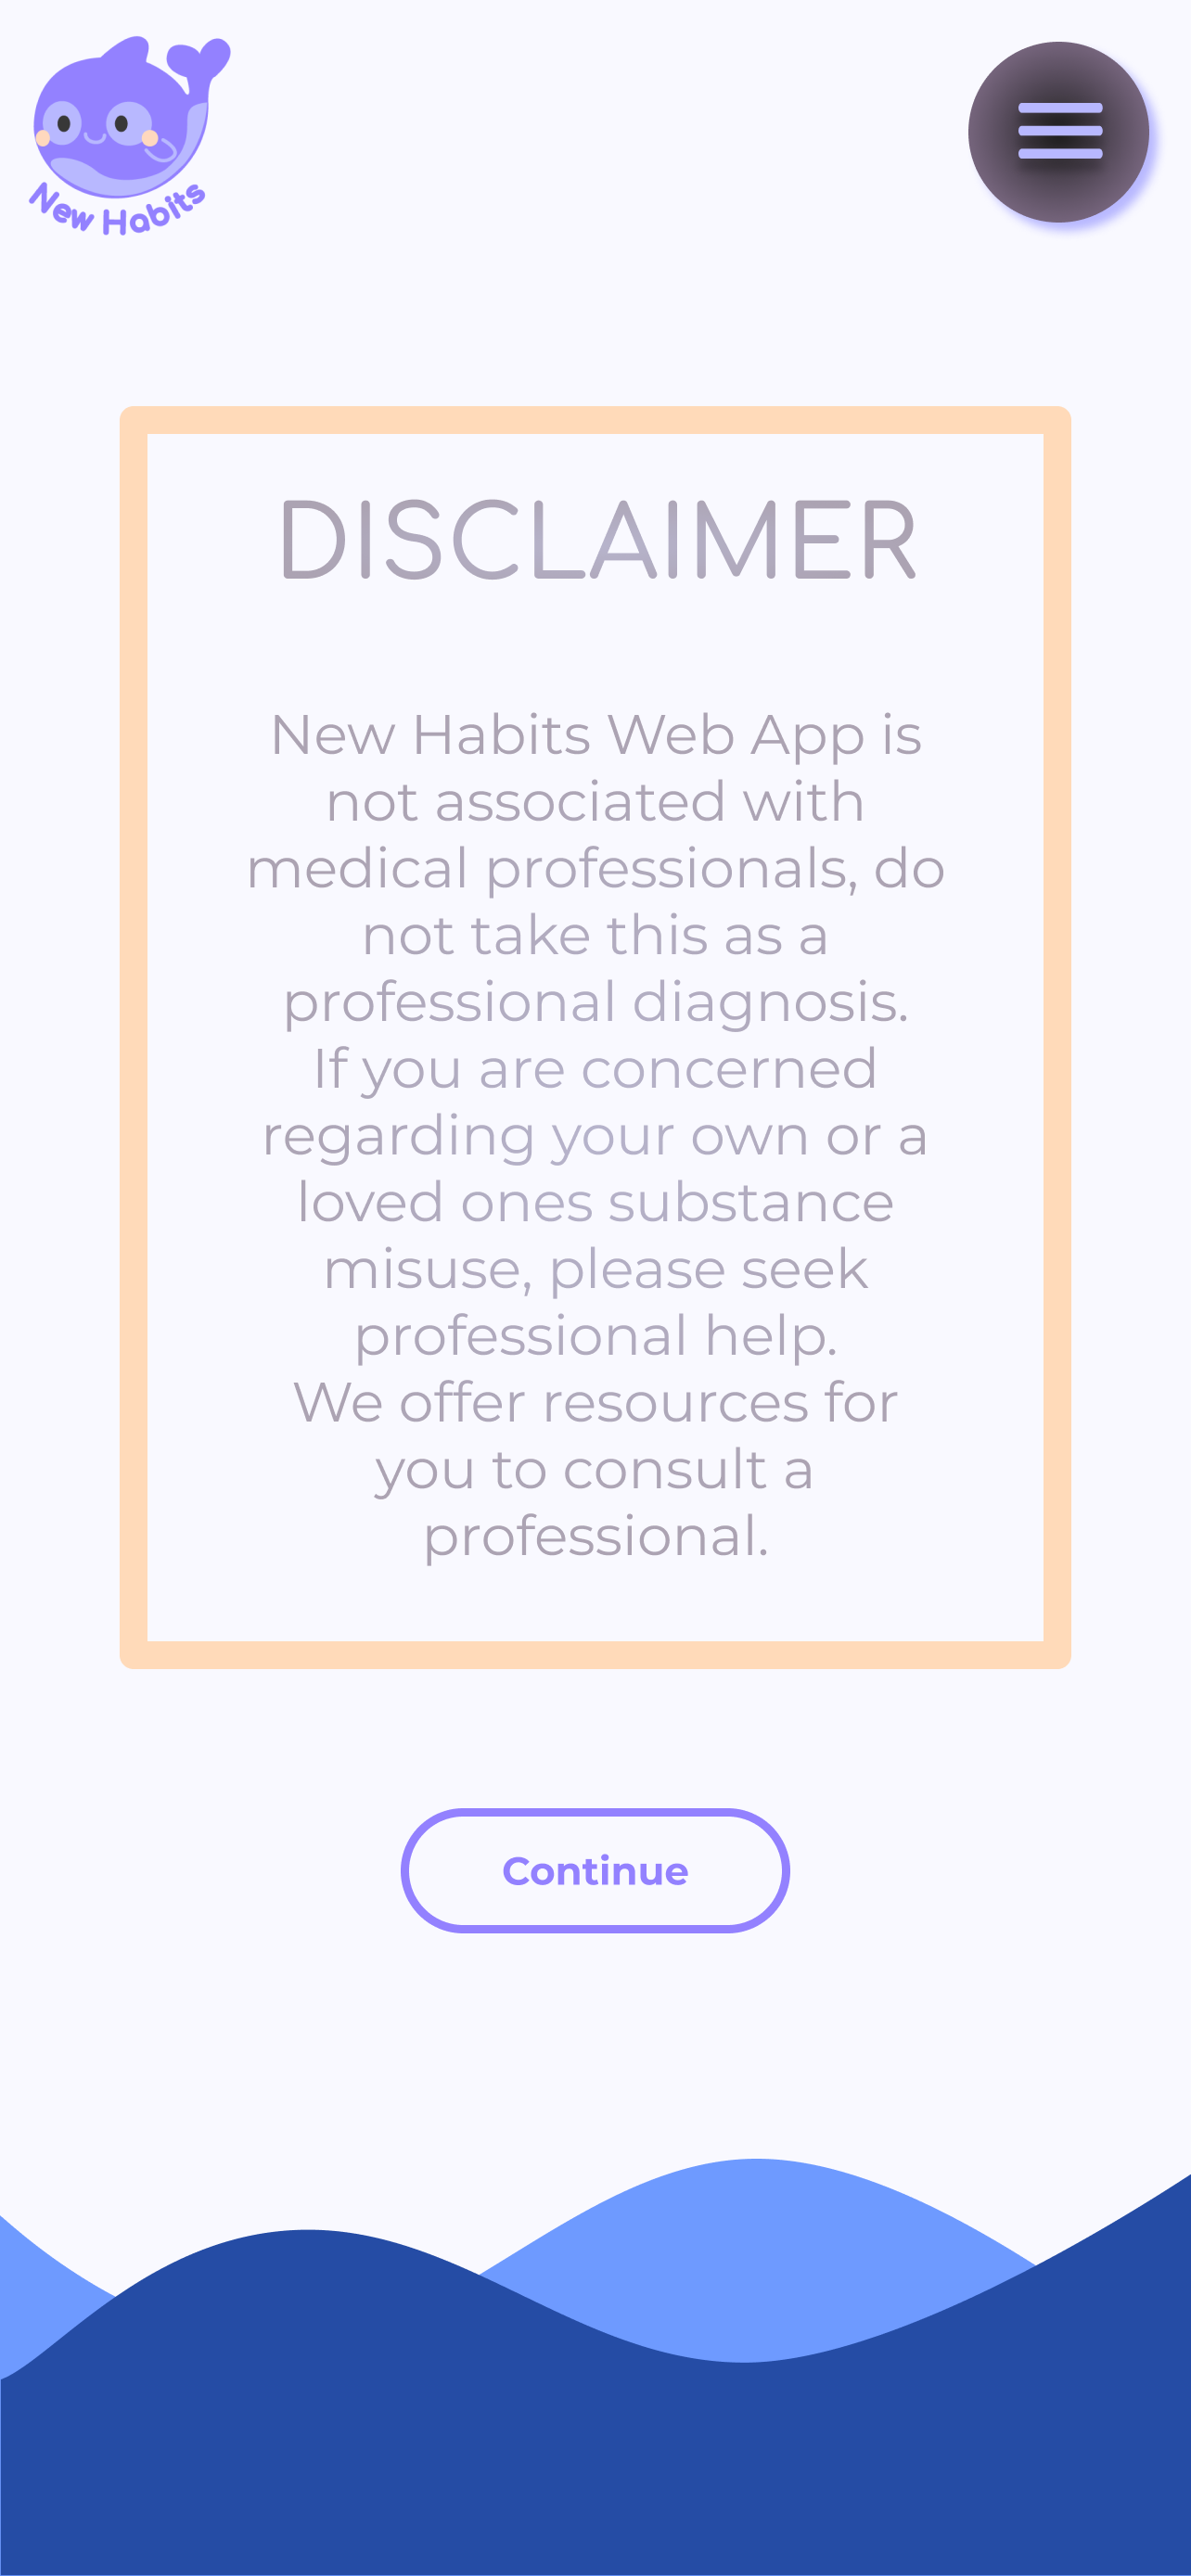 New Habits
DISCLAIMER
New Habits Web App is
not associated with
medical professionals, do
not take this as a
professional diagnosis.
If you are concerned
regarding your own or a
loved ones substance
misuse, please seek
professional help.
We offer resources for
you to consult a
professional.
Continue